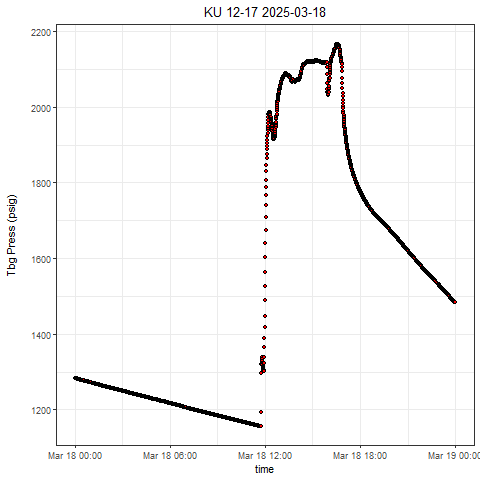 KU 12-17 2025-03-18
Tbg Press (psig)
2200
2000
1800
1600
1400
1200
Mar 18 00:00
Mar 18 06:00
Mar 18 12:00
Mar 18 18:00
Mar 19 00:00
time